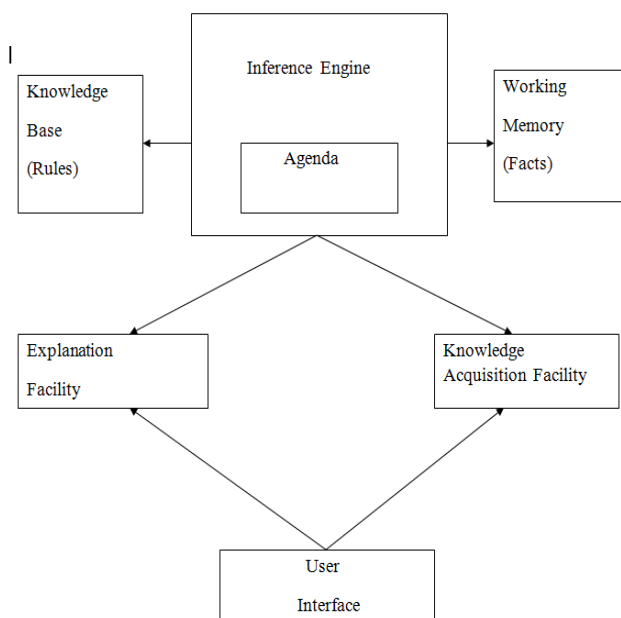 Inference Engine
Knowledge
Base
(Rules)
Agenda
Working
Memory
(Facts)
Explanation
Facility
Knowledge
Acquisition Facility
User
Interface